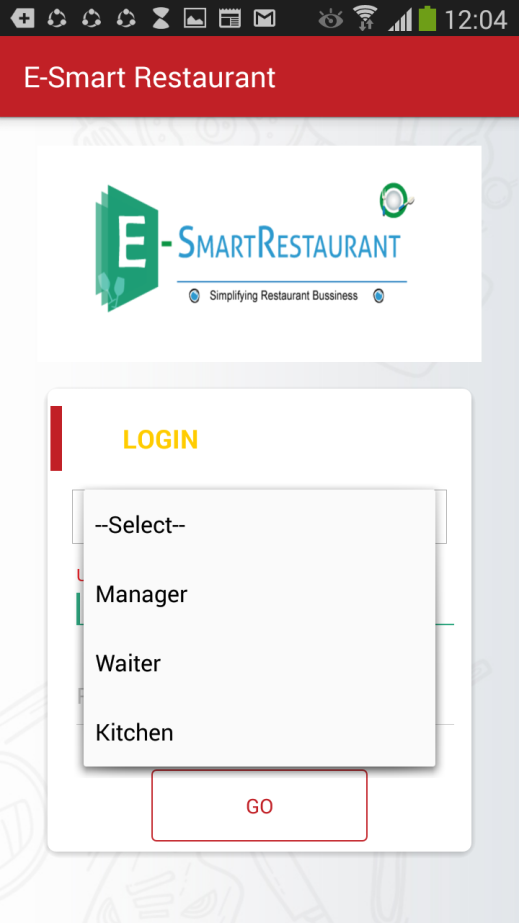 12:04
E-Smart Restaurant
E-SMARTRESTAURANT
Simplifying Restaurant Bussiness
LOGIN
--Select--
U
Manager
Waiter
Kitchen
GO